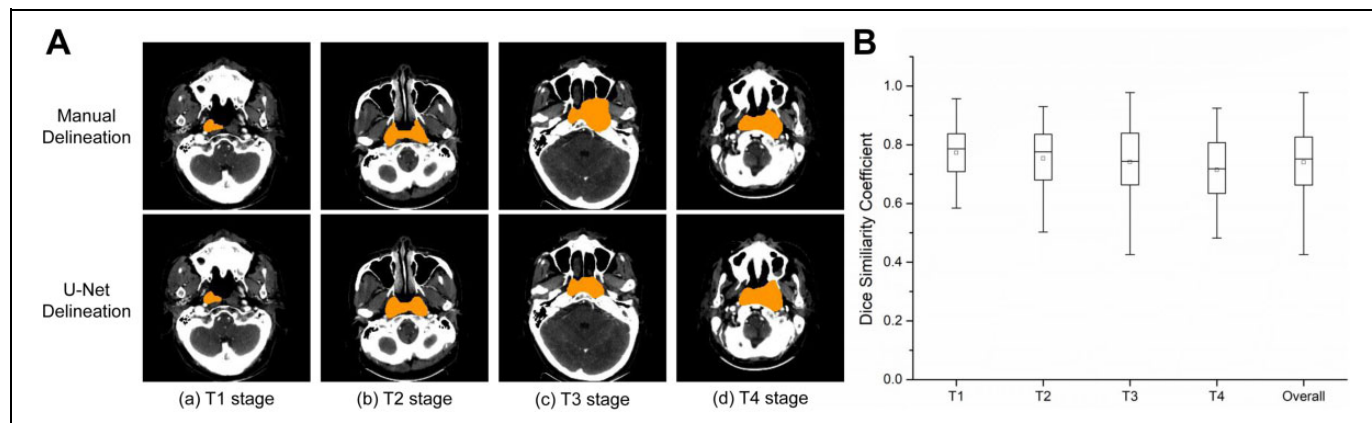 A
Manual
Delineation
U-Net
Delineation
(a) T1 stage
(b) T2 stage
(c) T3 stage
(d) T4 stage
B
Dice Similiarity Coefficient
1.0
0.8
0.6
0.4
0.2
0.0
T1
T2
T3
T4
Overall